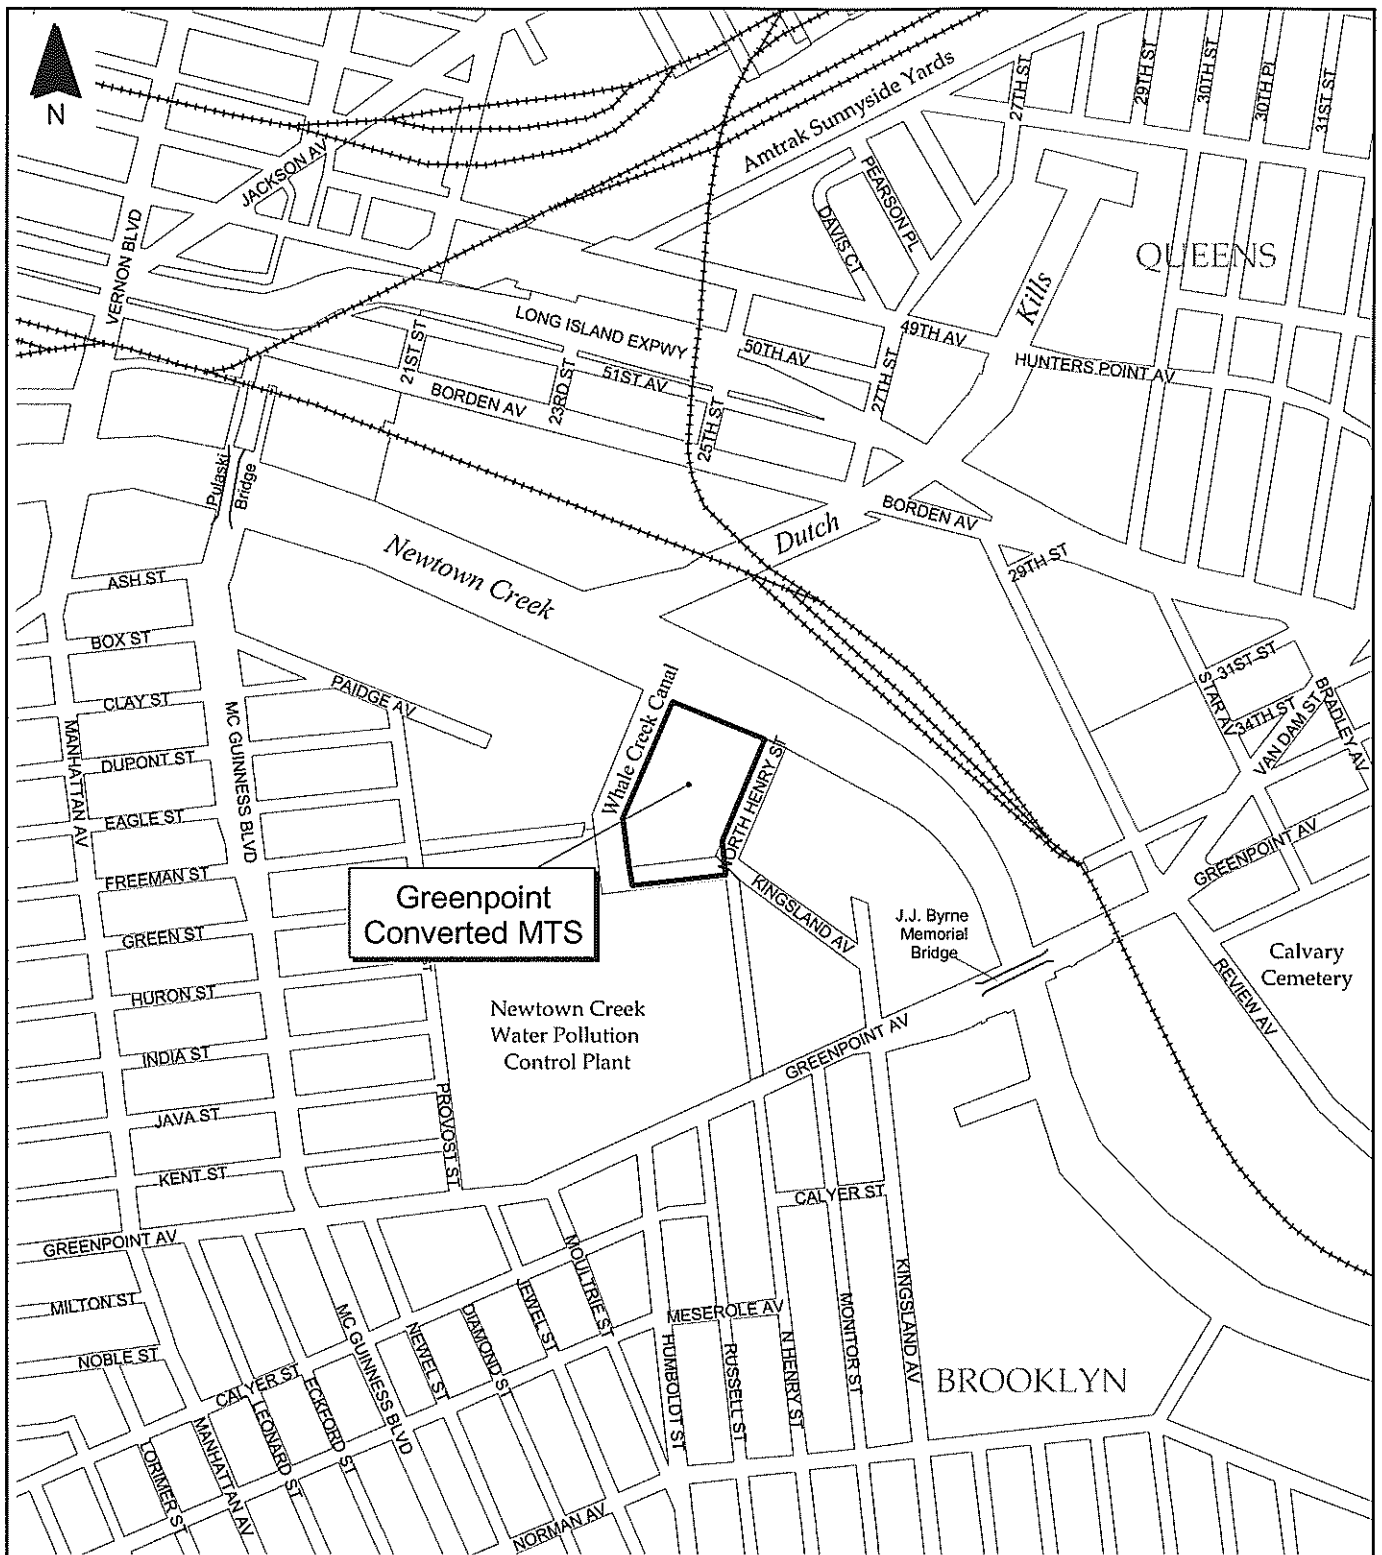 N
JACKSON AV
VERNON BLVD
Amtrak Sunnyside Yards
27TH ST
29TH ST
30TH ST
30TH PL
31ST ST
PEARSON PL
DAVIS CT
QUEENS
Kills
LONG ISLAND EXPWY
49TH AV
50TH AV
HUNTERS POINT AV
21ST ST
23RD ST
51ST AV
27TH ST
BORDEN AV
25TH ST
Pulaski
Bridge
Newtown Creek
Dutch
BORDEN AV
29TH ST
ASH ST
BOX ST
CLAY ST
PAIDGE AV
Whale Creek Canal
31ST ST
STAR AV
34TH ST
BRADLEY AV
VAN DAM ST
MANHATTAN AV
MC GUINNESS BLVD
DUPONT ST
NORTH HENRY ST
EAGLE ST
GREENPOINT AV
FREEMAN ST
Greenpoint
Converted MTS
KINGSLAND AV
J.J. Byrne
Memorial
Bridge
Calvary
Cemetery
GREEN ST
REVIEW AV
HURON ST
Newtown Creek
Water Pollution
Control Plant
INDIA ST
GREENPOINT AV
JAVA ST
PROVOST ST
KENT ST
CALYER ST
GREENPOINT AV
MOULTRIE ST
KINGSLAND AV
MILTON ST
MC GUINNESS BLVD
NEWEL ST
DIAMOND ST
JEWEL ST
MESEROLE AV
MONITOR ST
NOBLE ST
HUMBOLDT ST
RUSSELL ST
N HENRY ST
CALYER ST
BROOKLYN
LORIMER ST
MANHATTAN AV
LEONARD ST
ECKFORD ST
NORMAN AV